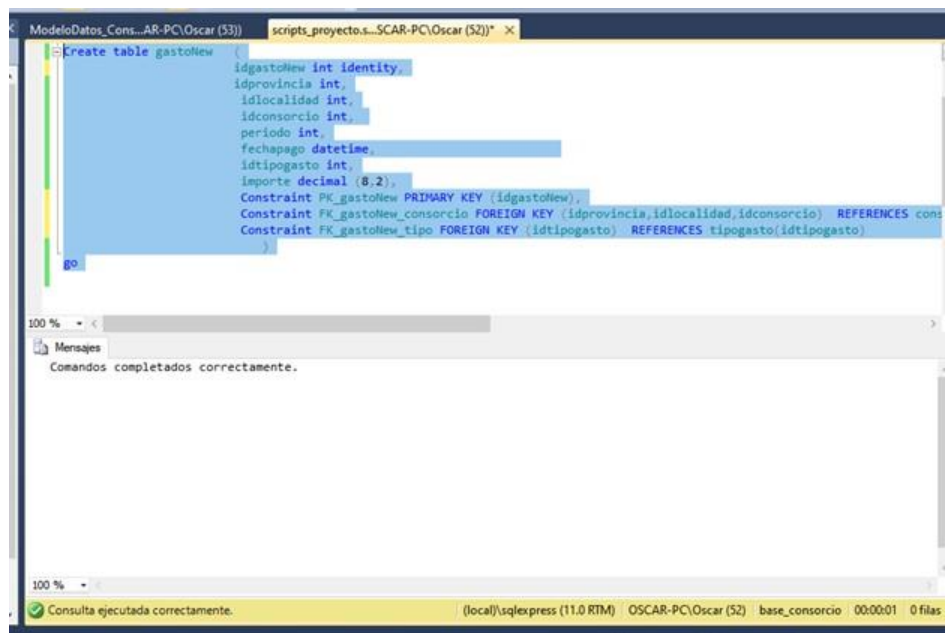 ModeloDatos_Cons...AR-PC\Oscar (53))
scripts_proyecto.s...SCAR-PC\Oscar (52))* ×
Create table gastoNew (
idgastoNew int identity,
idprovincia int,
idlocalidad int,
idconsorcio int,
periodo int,
fechapago datetime,
idtipogasto int,
importe decimal (8,2),
Constraint PK_gastoNew PRIMARY KEY (idgastoNew),
Constraint FK_gastoNew_consorcio FOREIGN KEY (idprovincia,idlocalidad,idconsorcio) REFERENCES cons
Constraint FK_gastoNew_tipo FOREIGN KEY (idtipogasto) REFERENCES tipogasto(idtipogasto)
)
go
100 %
Mensajes
Comandos completados correctamente.
100 %
Consulta ejecutada correctamente. (local)\sqlexpress (11.0 RTM) OSCAR-PC\Oscar (52) base_consorcio 00:00:01 0 filas